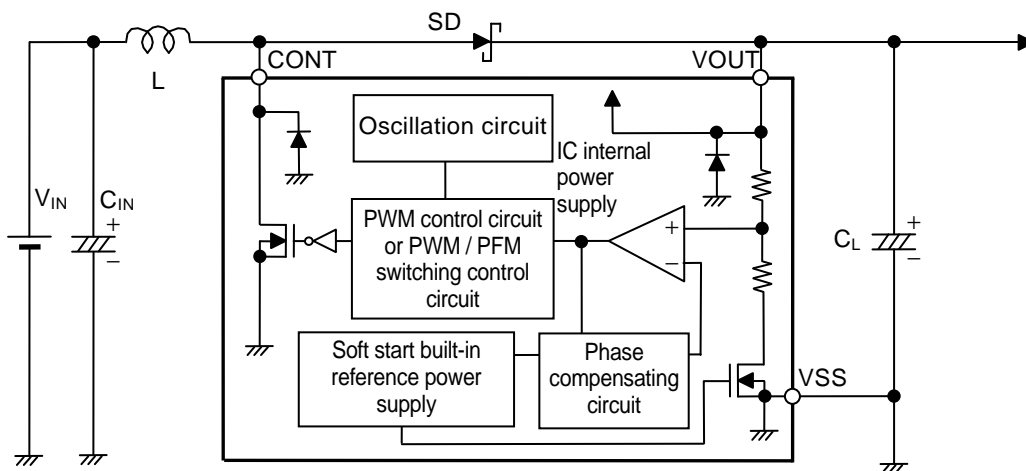 SD
CONT
VOUT
L
Oscillation circuit
IC internal
power
supply
VIN
CIN
+
−
PWM control circuit
or PWM / PFM
switching control
circuit
+
−
CL
+
−
Soft start built-in
reference power
supply
Phase
compensating
circuit
VSS